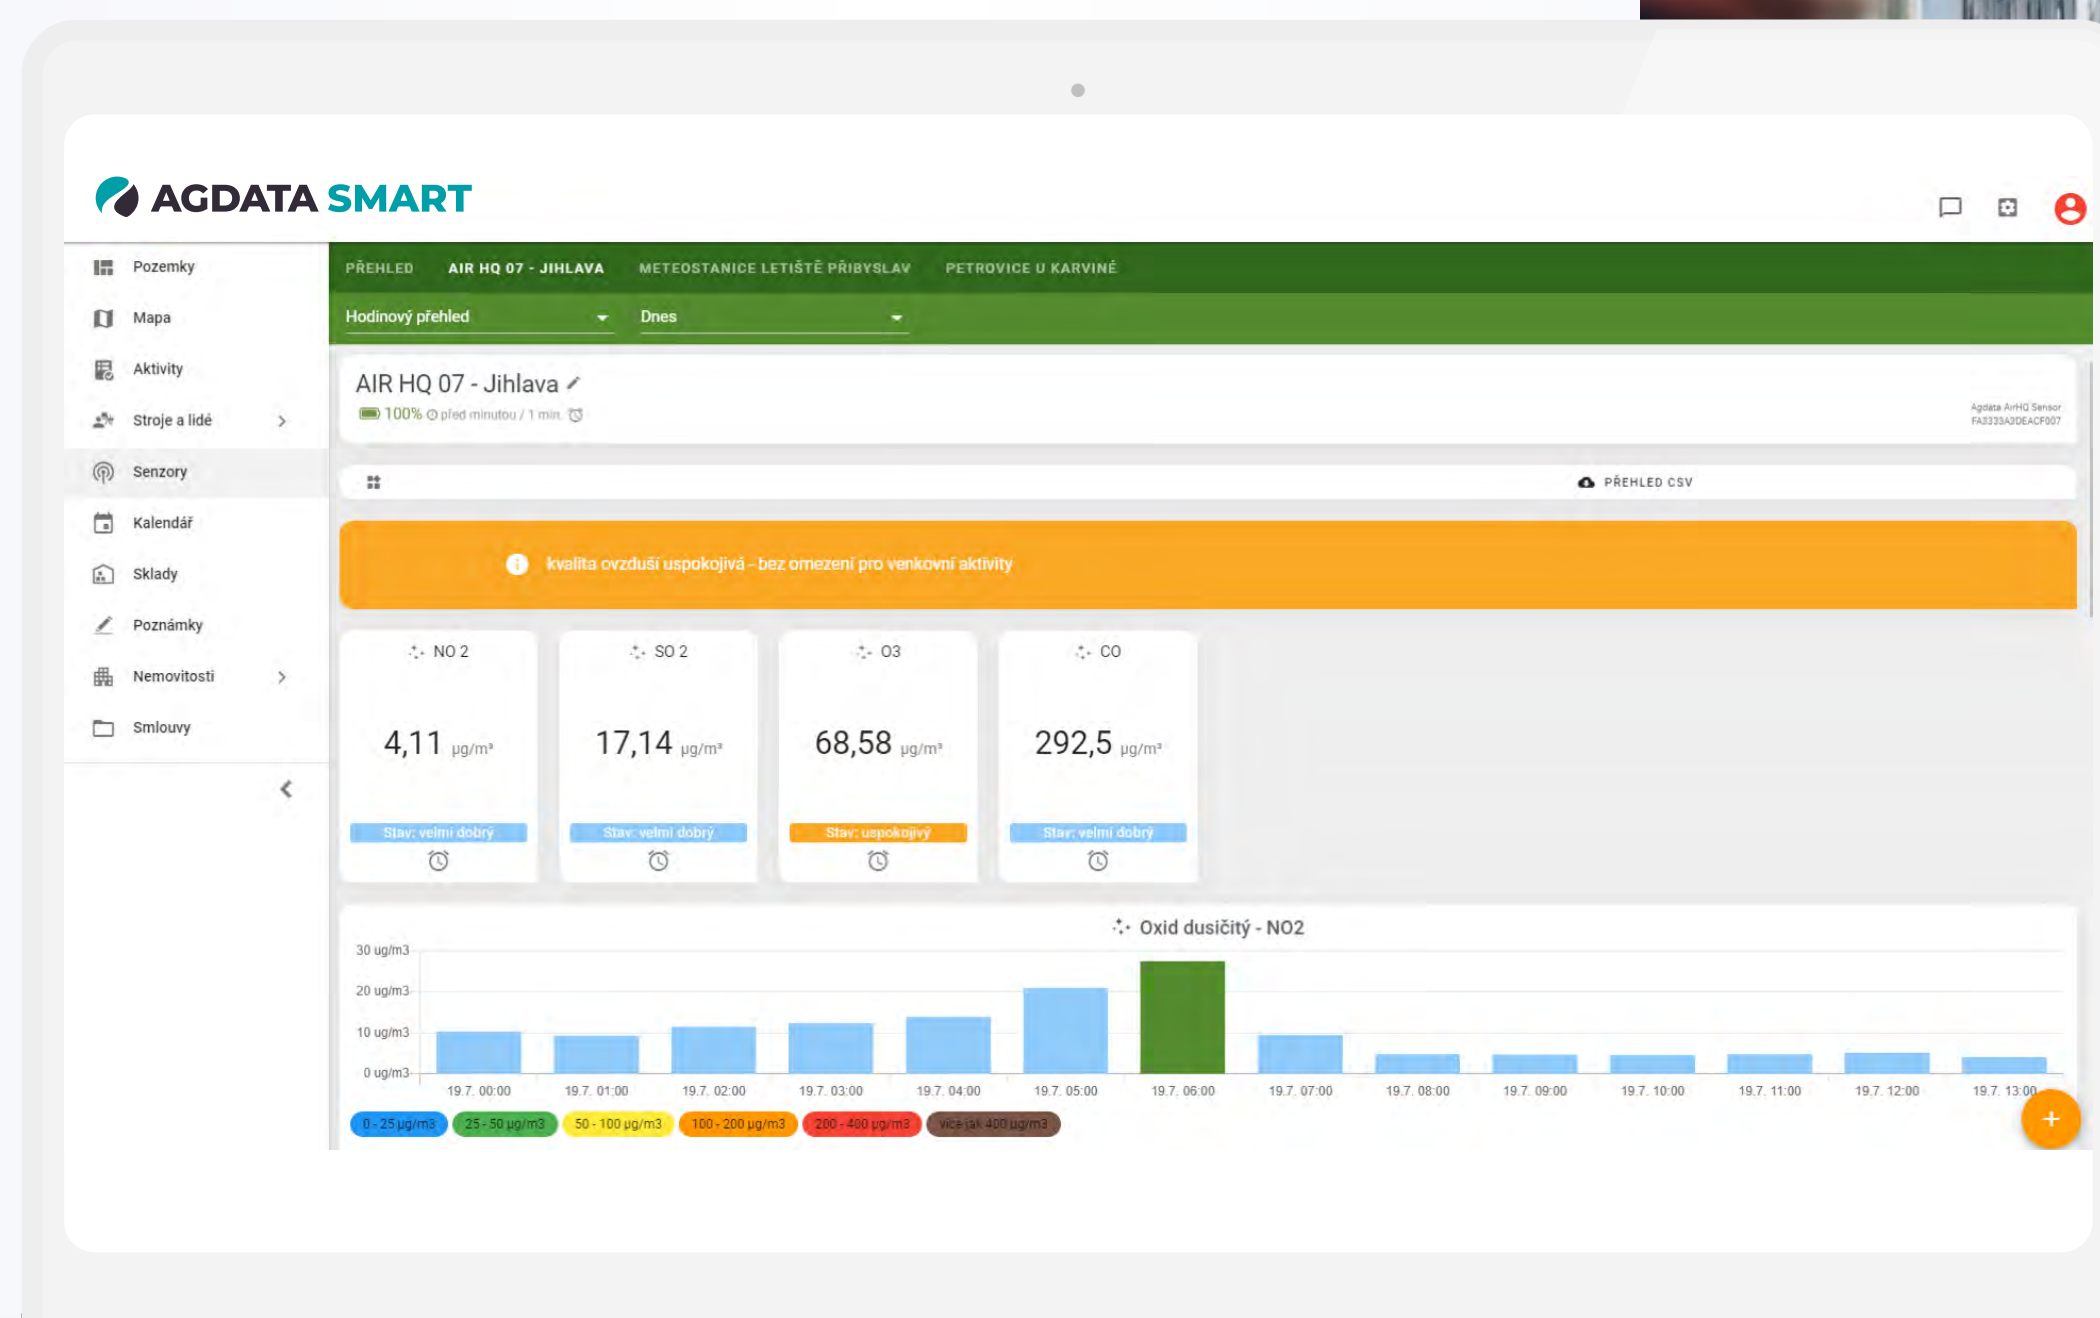 AGDATA SMART
Pozemky
Mapa
Aktivity
Stroje a lidé
Senzory
Kalendář
Sklady
Poznámky
Nemovitosti
Smlouvy
PŘEHLED AIR HQ 07 - JIHLAVA METEOSTANICE LETIŠTĚ PŘIBYSLAV PETROVICE U KARVINÉ
Hodinový přehled Dnes
AIR HQ 07 - Jihlava
100% před minutou / 1 min.
Agdata AirHQ Sensor
FA3333A3DEACF007
PŘEHLED CSV
kvalita ovzduší uspokojivá - bez omezení pro venkovní aktivity
NO 2
4,11 µg/m³
Stav: velmi dobrý
SO 2
17,14 µg/m³
Stav: velmi dobrý
O3
68,58 µg/m³
Stav: uspokojivý
CO
292,5 µg/m³
Stav: velmi dobrý
Oxid dusičitý - NO2
30 ug/m3
20 ug/m3
10 ug/m3
0 ug/m3
19.7. 00:00 19.7. 01:00 19.7. 02:00 19.7. 03:00 19.7. 04:00 19.7. 05:00 19.7. 06:00 19.7. 07:00 19.7. 08:00 19.7. 09:00 19.7. 10:00 19.7. 11:00 19.7. 12:00 19.7. 13:00
0 - 25 µg/m3 25 - 50 µg/m3 50 - 100 µg/m3 100 - 200 µg/m3 200 - 400 µg/m3 více jak 400 µg/m3